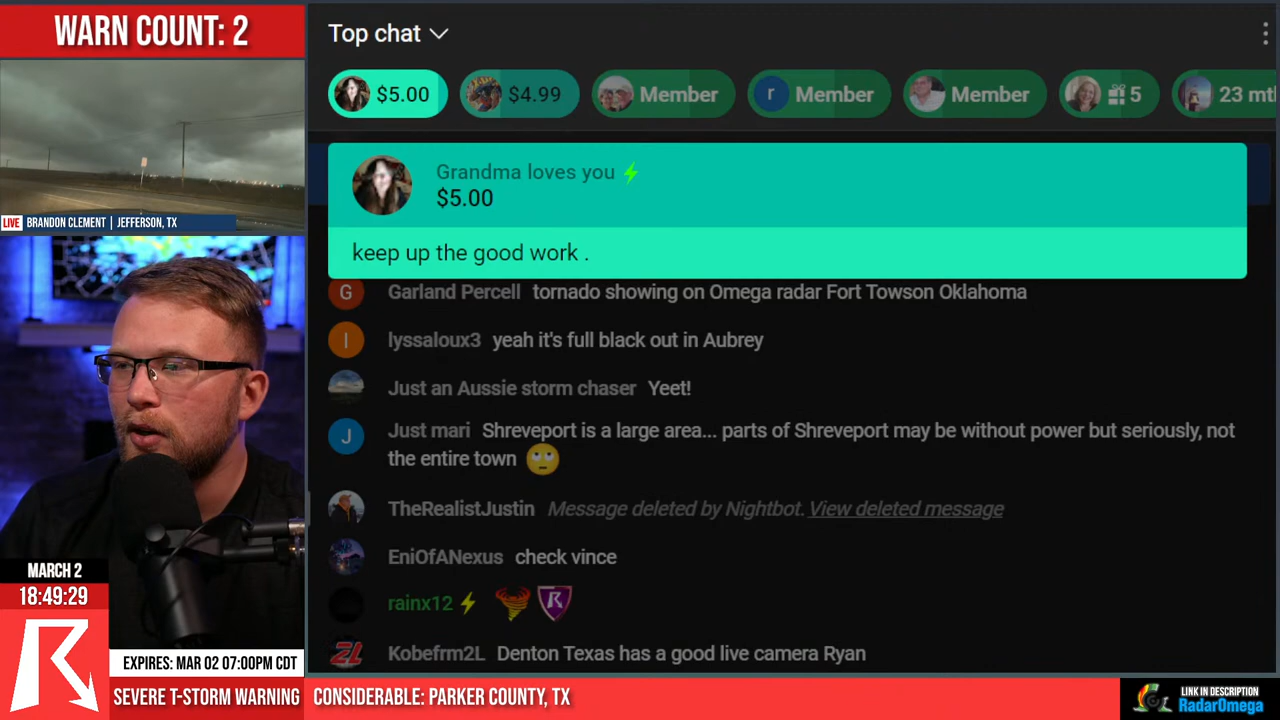 WARN COUNT: 2
LIVE BRANDON CLEMENT | JEFFERSON, TX
MARCH 2
18:49:29
Top chat
$5.00
$4.99
Member
Member
Member
5
23 mt
Grandma loves you
$5.00
keep up the good work .
G Garland Percell tornado showing on Omega radar Fort Towson Oklahoma
l lyssaloux3 yeah it's full black out in Aubrey
Just an Aussie storm chaser Yeet!
J Just mari Shreveport is a large area... parts of Shreveport may be without power but seriously, not
the entire town
TheRealistJustin Message deleted by Nightbot. View deleted message
EniOfANexus check vince
rainx12
Kobefrm2L Denton Texas has a good live camera Ryan
EXPIRES: MAR 02 07:00PM CDT
SEVERE T-STORM WARNING
CONSIDERABLE: PARKER COUNTY, TX
LINK IN DESCRIPTION
RadarOmega